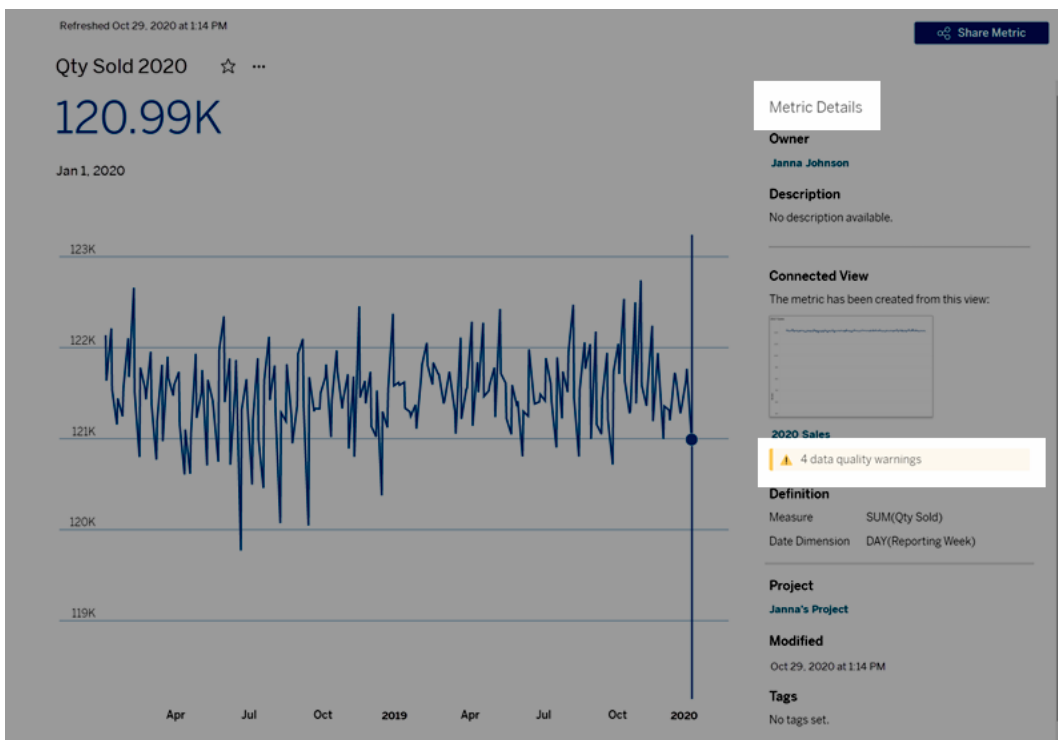 Refreshed Oct 29, 2020 at 1:14 PM
Share Metric
Qty Sold 2020
120.99K
Jan 1, 2020
123K
122K
121K
120K
119K
Apr Jul Oct 2019 Apr Jul Oct 2020
Metric Details
Owner
Janna Johnson
Description
No description available.
Connected View
The metric has been created from this view:
2020 Sales
4 data quality warnings
Definition
Measure SUM(Qty Sold)
Date Dimension DAY(Reporting Week)
Project
Janna's Project
Modified
Oct 29, 2020 at 1:14 PM
Tags
No tags set.